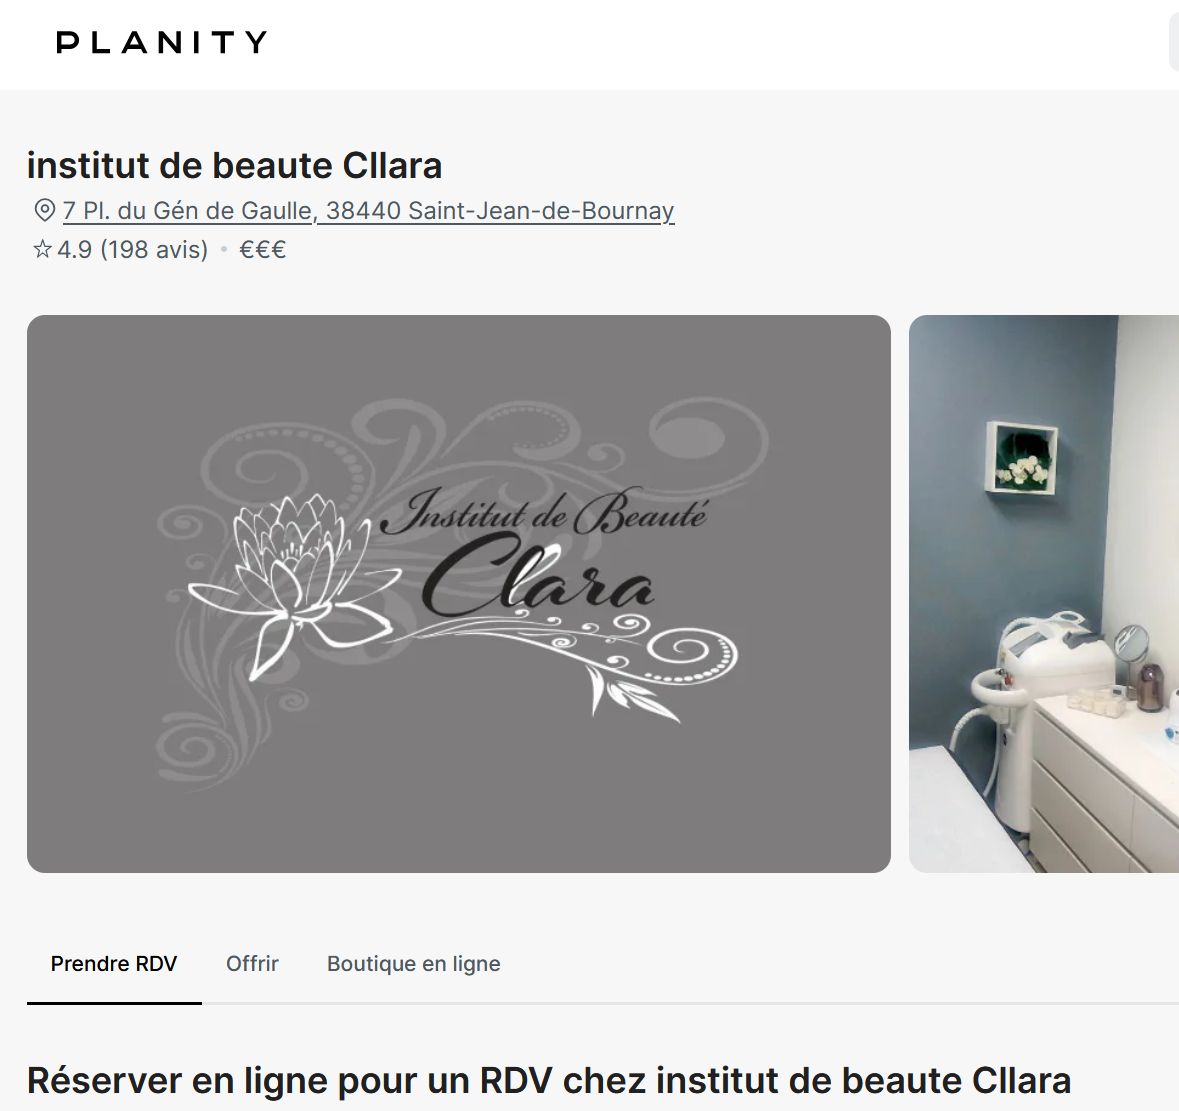 PLANITY
institut de beaute Cllara
7 Pl. du Gén de Gaulle, 38440 Saint-Jean-de-Bournay
4.9 (198 avis) • €€€
Institut de Beauté
Clara
Prendre RDV
Offrir
Boutique en ligne
Réserver en ligne pour un RDV chez institut de beaute Cllara